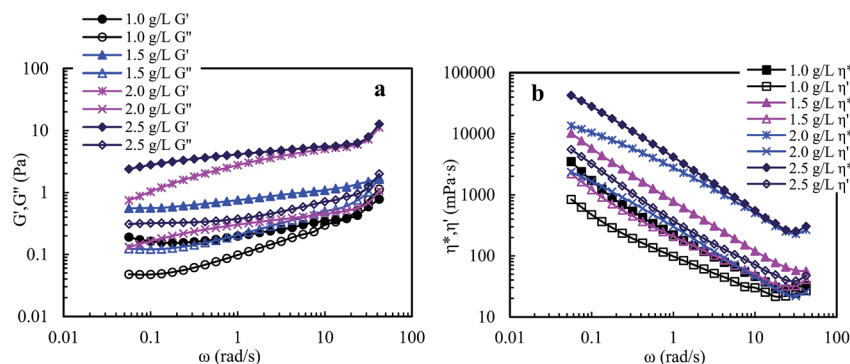 1.0 g/L G'
1.0 g/L G"
1.5 g/L G'
1.5 g/L G"
2.0 g/L G'
2.0 g/L G"
2.5 g/L G'
2.5 g/L G"
a
100
10
1
0.1
0.01
G',G" (Pa)
0.01 0.1 1 10 100
ω (rad/s)
b
1.0 g/L η*
1.0 g/L η'
1.5 g/L η*
1.5 g/L η'
2.0 g/L η*
2.0 g/L η'
2.5 g/L η*
2.5 g/L η'
100000
10000
1000
100
10
η*,η' (mPa·s)
0.01 0.1 1 10 100
ω (rad/s)